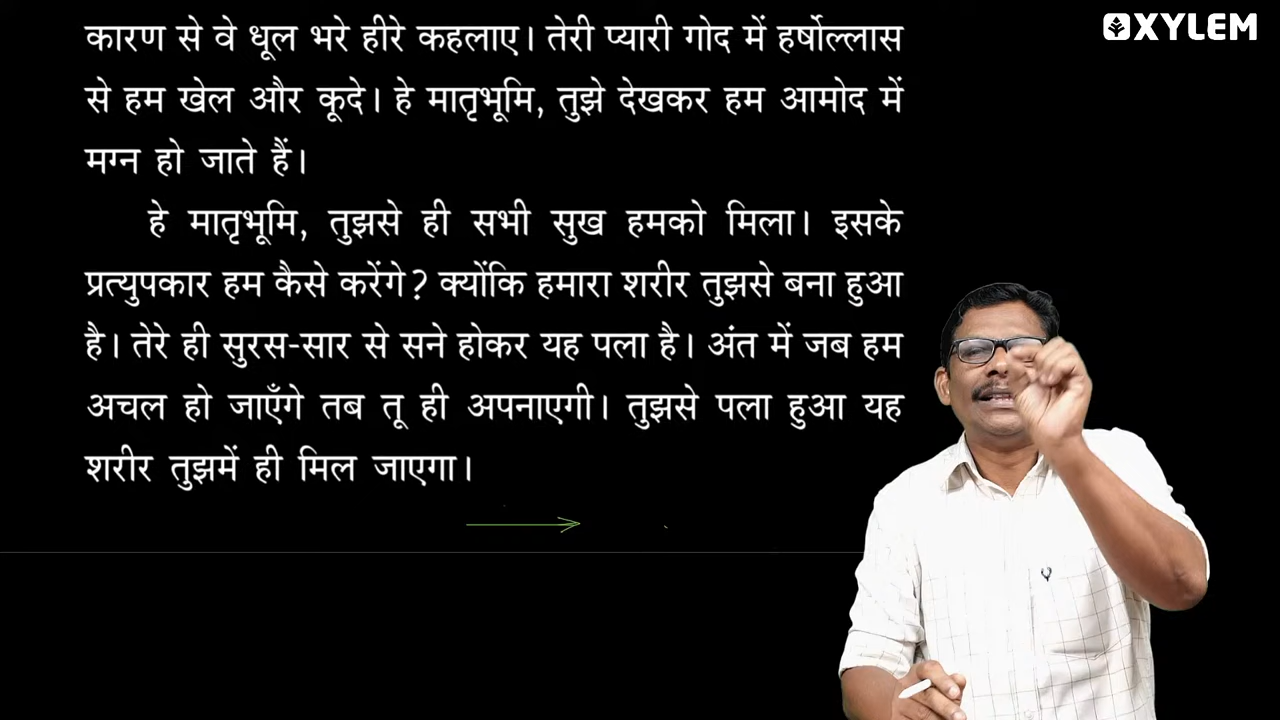 XYLEM
कारण से वे धूल भरे हीरे कहलाए। तेरी प्यारी गोद में हर्षोल्लास
से हम खेल और कूदे। हे मातृभूमि, तुझे देखकर हम आमोद में
मग्न हो जाते हैं।
हे मातृभूमि, तुझसे ही सभी सुख हमको मिला। इसके
प्रत्युपकार हम कैसे करेंगे? क्योंकि हमारा शरीर तुझसे बना हुआ
है। तेरे ही सुरस-सार से सने होकर यह पला है। अंत में जब हम
अचल हो जाएँगे तब तू ही अपनाएगी। तुझसे पला हुआ यह
शरीर तुझमें ही मिल जाएगा।